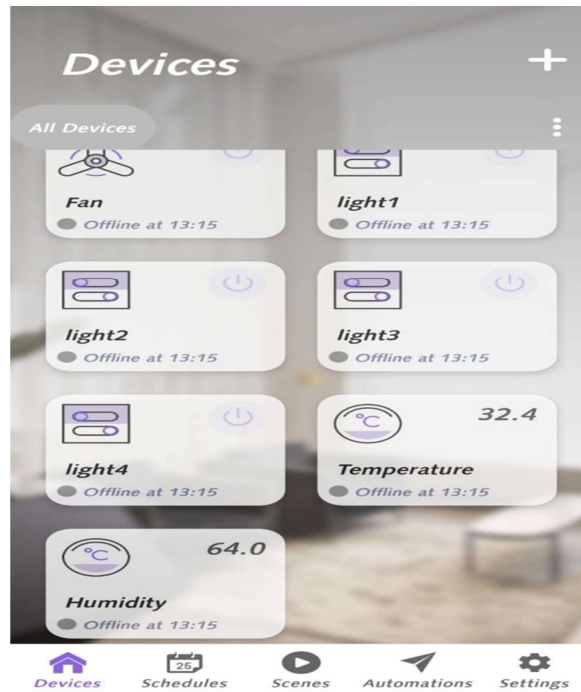 Devices
All Devices
Fan
Offline at 13:15
light1
Offline at 13:15
light2
Offline at 13:15
light3
Offline at 13:15
light4
Offline at 13:15
°C
32.4
Temperature
Offline at 13:15
°C
64.0
Humidity
Offline at 13:15
25
Devices Schedules Scenes Automations Settings